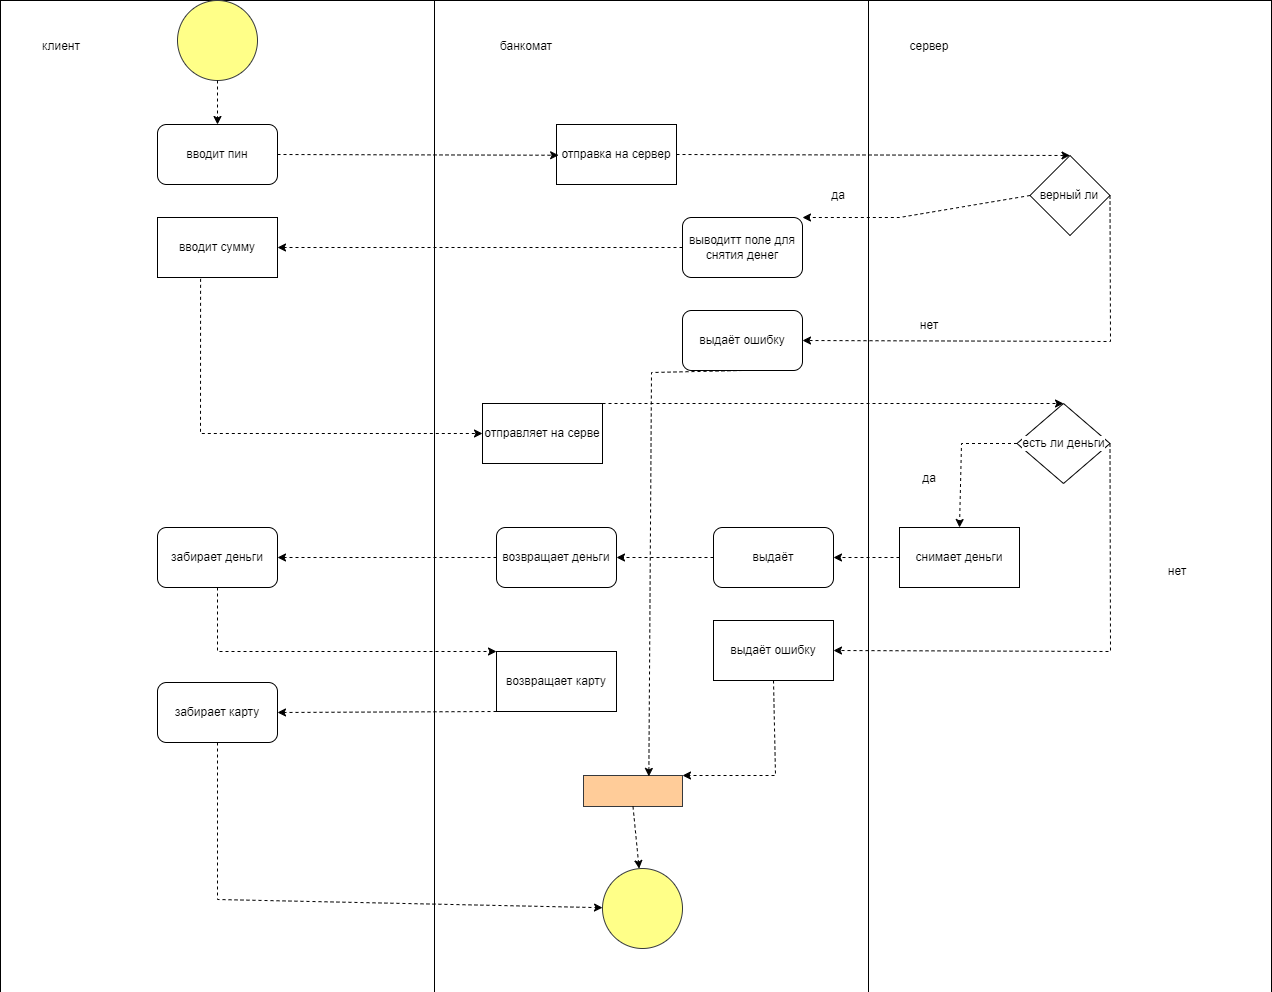 клиент
банкомат
сервер
вводит пин
отправка на сервер
верный ли
да
вводит сумму
выводитт поле для
снятия денег
нет
выдаёт ошибку
отправляет на серве
есть ли деньги
да
забирает деньги
возвращает деньги
выдаёт
снимает деньги
нет
выдаёт ошибку
возвращает карту
забирает карту